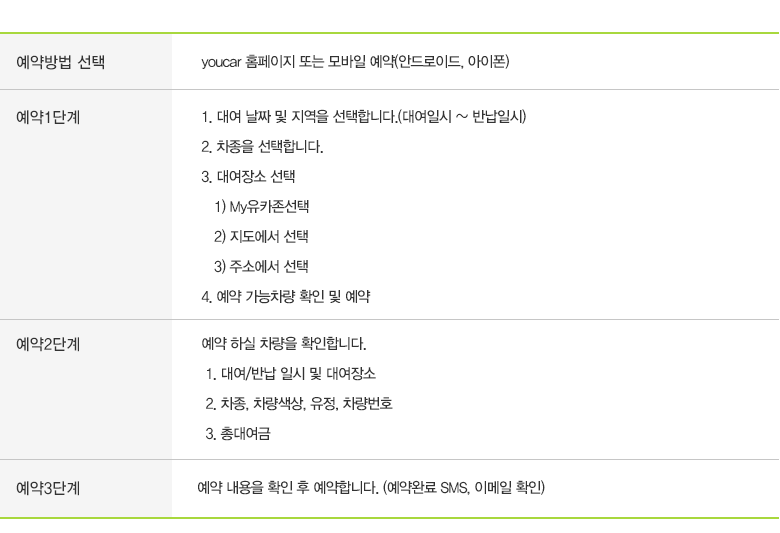 예약방법 선택
youcar 홈페이지 또는 모바일 예약(안드로이드, 아이폰)
예약1단계
1. 대여 날짜 및 지역을 선택합니다.(대여일시 ~ 반납일시)
2. 차종을 선택합니다.
3. 대여장소 선택
1) My유카존선택
2) 지도에서 선택
3) 주소에서 선택
4. 예약 가능차량 확인 및 예약
예약2단계
예약 하실 차량을 확인합니다.
1. 대여/반납 일시 및 대여장소
2. 차종, 차량색상, 유정, 차량번호
3. 총대여금
예약3단계
예약 내용을 확인 후 예약합니다. (예약완료 SMS, 이메일 확인)